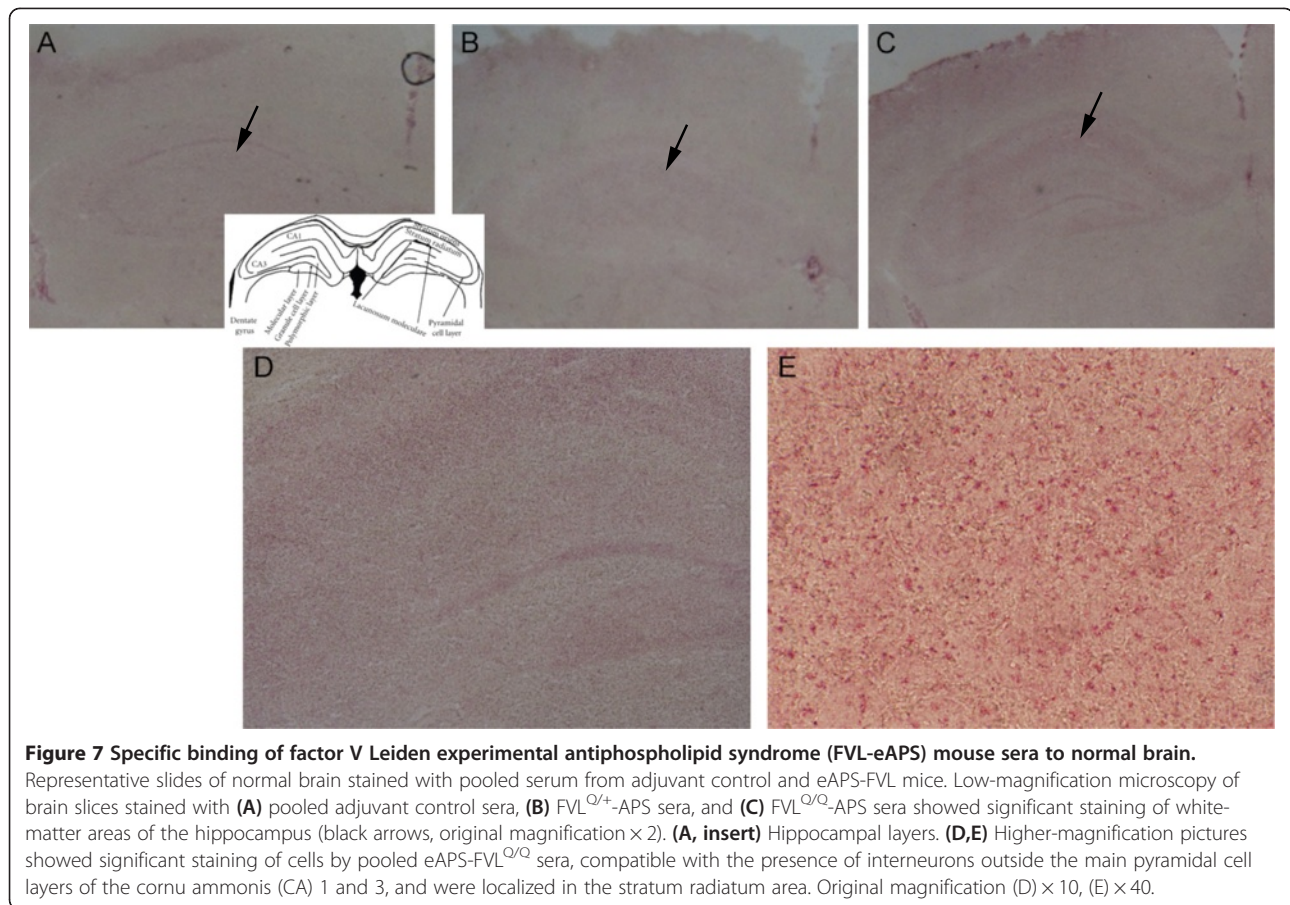 A
B
C
CA1
CA3
Stratum radiatum
Molecular layer
Granule cell layer
Polymorphic layer
Dentate
gyrus
Lacunosum moleculare
Pyramidal
cell layer
D
E
Figure 7 Specific binding of factor V Leiden experimental antiphospholipid syndrome (FVL-eAPS) mouse sera to normal brain.
Representative slides of normal brain stained with pooled serum from adjuvant control and eAPS-FVL mice. Low-magnification microscopy of
brain slices stained with (A) pooled adjuvant control sera, (B) FVLQ/+-APS sera, and (C) FVLQ/Q-APS sera showed significant staining of white-
matter areas of the hippocampus (black arrows, original magnification × 2). (A, insert) Hippocampal layers. (D,E) Higher-magnification pictures
showed significant staining of cells by pooled eAPS-FVLQ/Q sera, compatible with the presence of interneurons outside the main pyramidal cell
layers of the cornu ammonis (CA) 1 and 3, and were localized in the stratum radiatum area. Original magnification (D) × 10, (E) × 40.